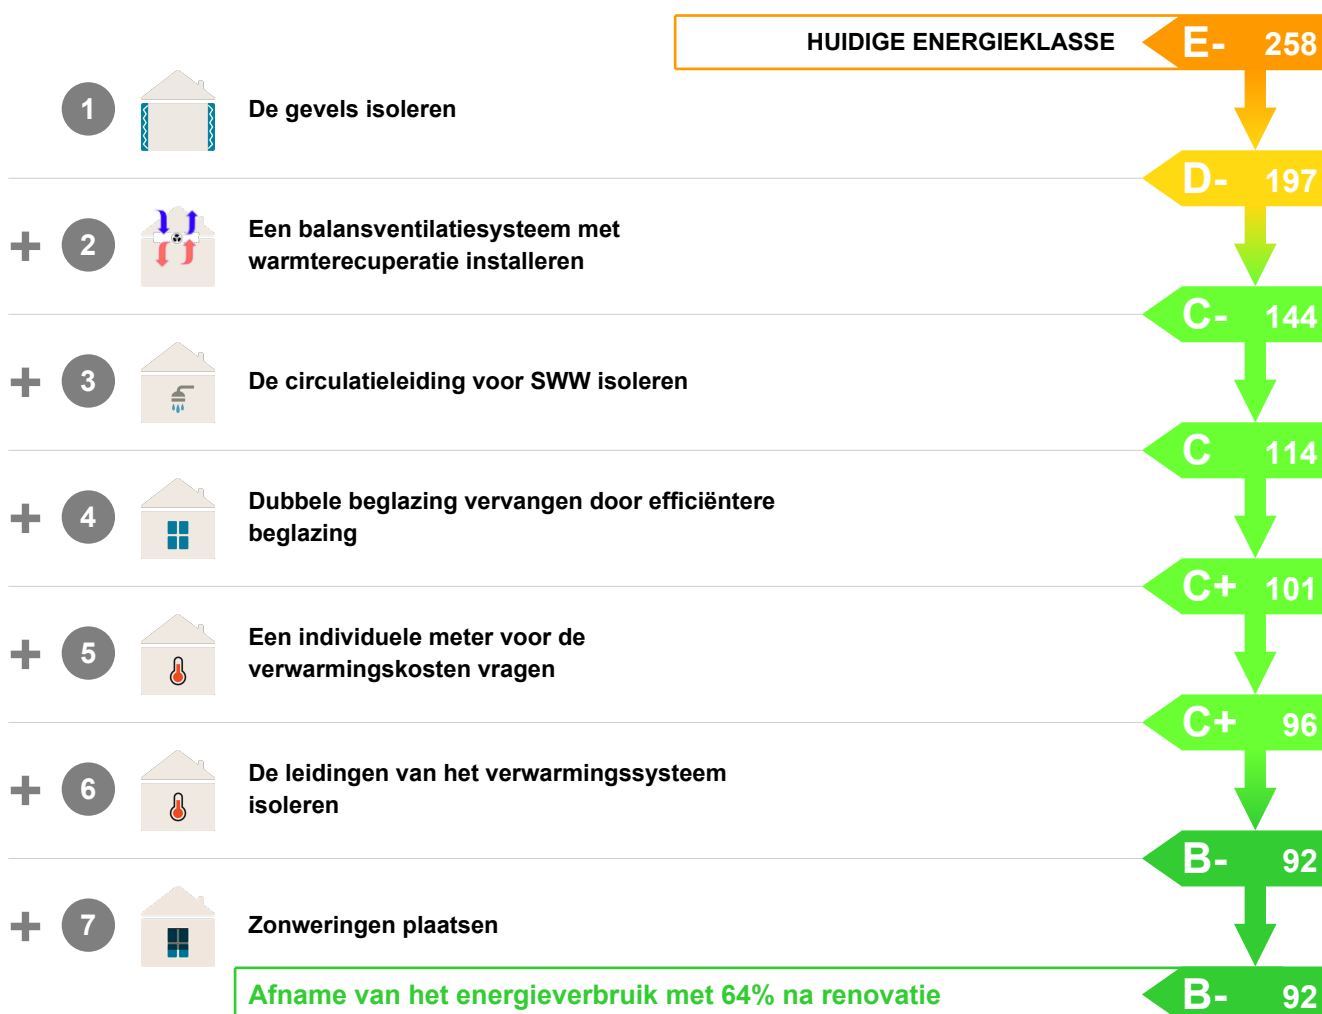 HUIDIGE ENERGIEKLASSE E- 258
1 De gevels isoleren
D- 197
+ 2 Een balansventilatiesysteem met
warmterecuperatie installeren
C- 144
+ 3 De circulatieleiding voor SWW isoleren
C 114
+ 4 Dubbele beglazing vervangen door efficiëntere
beglazing
C+ 101
+ 5 Een individuele meter voor de
verwarmingskosten vragen
C+ 96
+ 6 De leidingen van het verwarmingssysteem
isoleren
B- 92
+ 7 Zonweringen plaatsen
Afname van het energieverbruik met 64% na renovatie B- 92